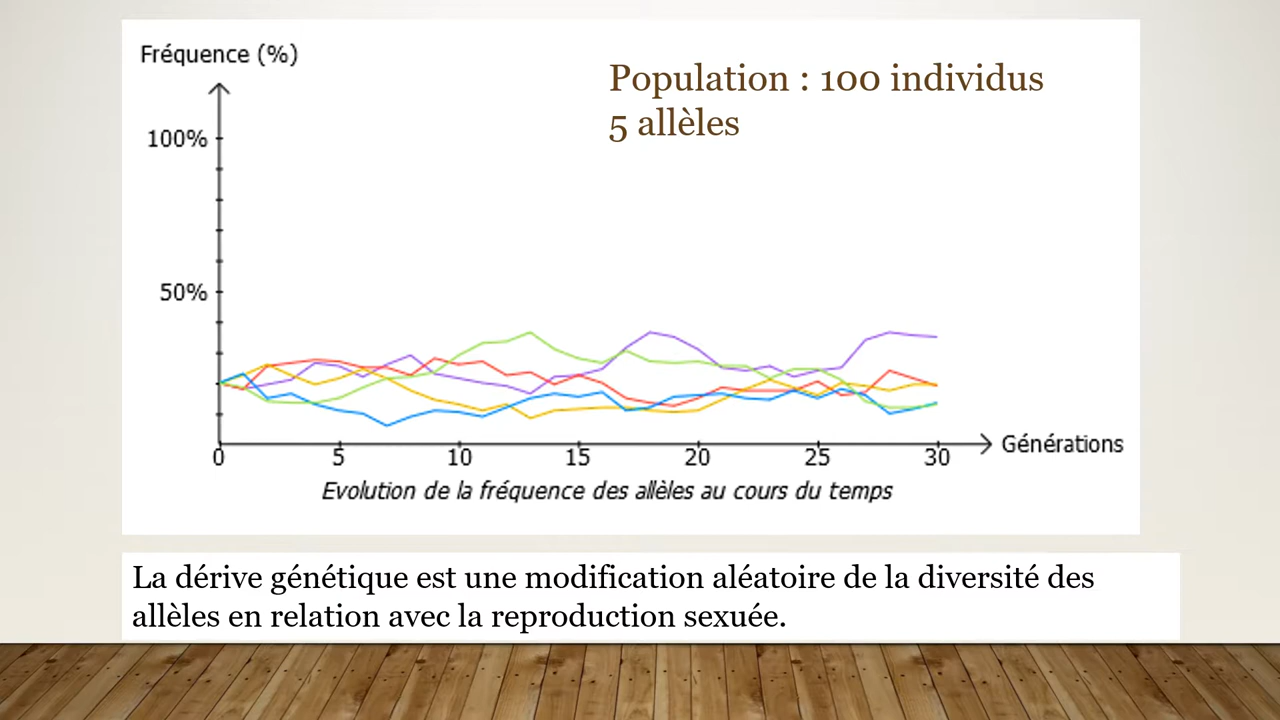 Fréquence (%)
Population : 100 individus
5 allèles
100%
50%
Générations
0 5 10 15 20 25 30
Evolution de la fréquence des allèles au cours du temps
La dérive génétique est une modification aléatoire de la diversité des
allèles en relation avec la reproduction sexuée.